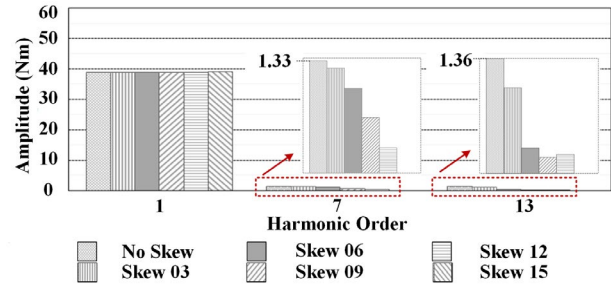 60
50
40
30
20
10
0
Amplitude (Nm)
1.33
1.36
1 7 13
Harmonic Order
No Skew Skew 06 Skew 12
Skew 03 Skew 09 Skew 15